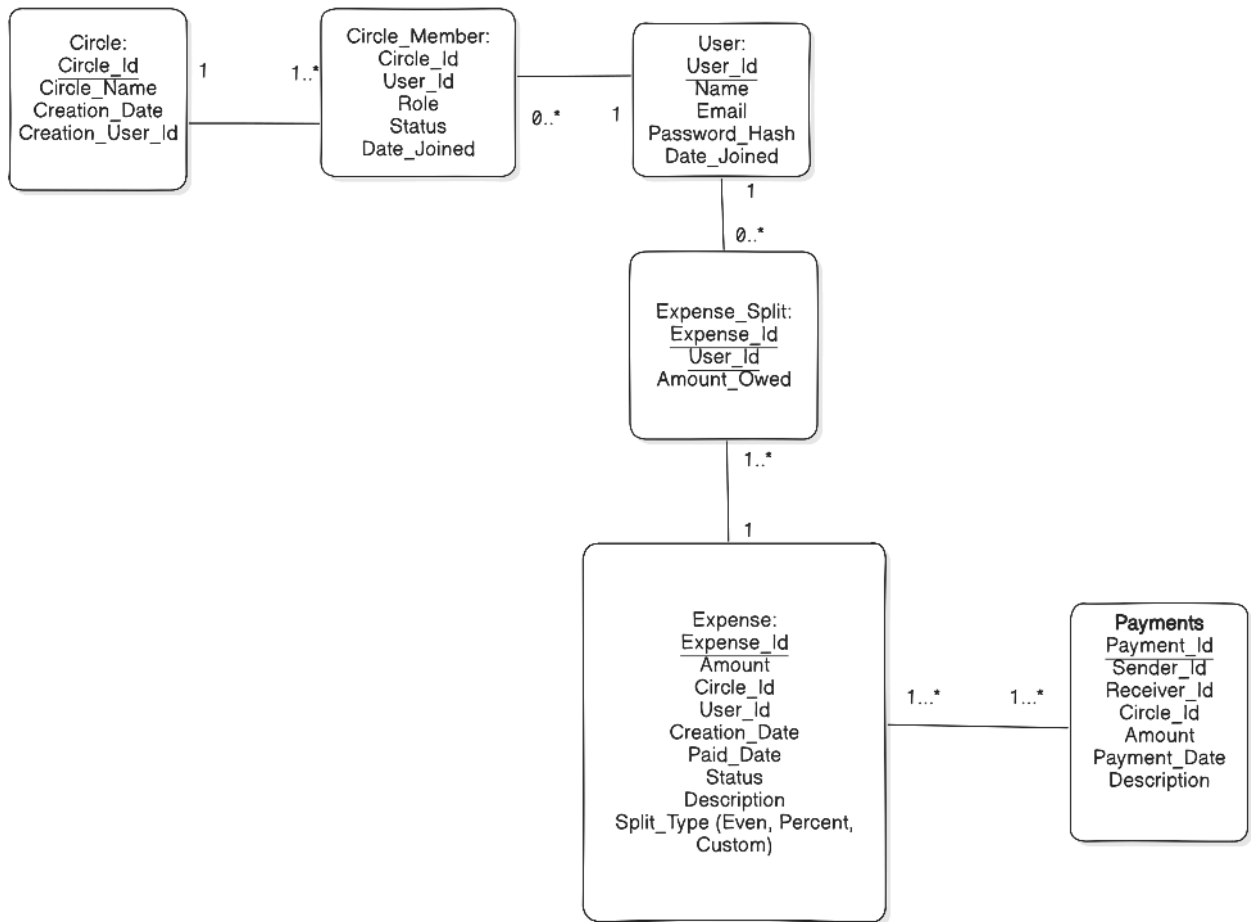 Circle:
Circle_Id
Circle_Name
Creation_Date
Creation_User_Id
1
1..*
Circle_Member:
Circle_Id
User_Id
Role
Status
Date_Joined
0..*
1
User:
User_Id
Name
Email
Password_Hash
Date_Joined
1
0..*
Expense_Split:
Expense_Id
User_Id
Amount_Owed
1..*
1
Expense:
Expense_Id
Amount
Circle_Id
User_Id
Creation_Date
Paid_Date
Status
Description
Split_Type (Even, Percent,
Custom)
1...*
1...*
Payments
Payment_Id
Sender_Id
Receiver_Id
Circle_Id
Amount
Payment_Date
Description